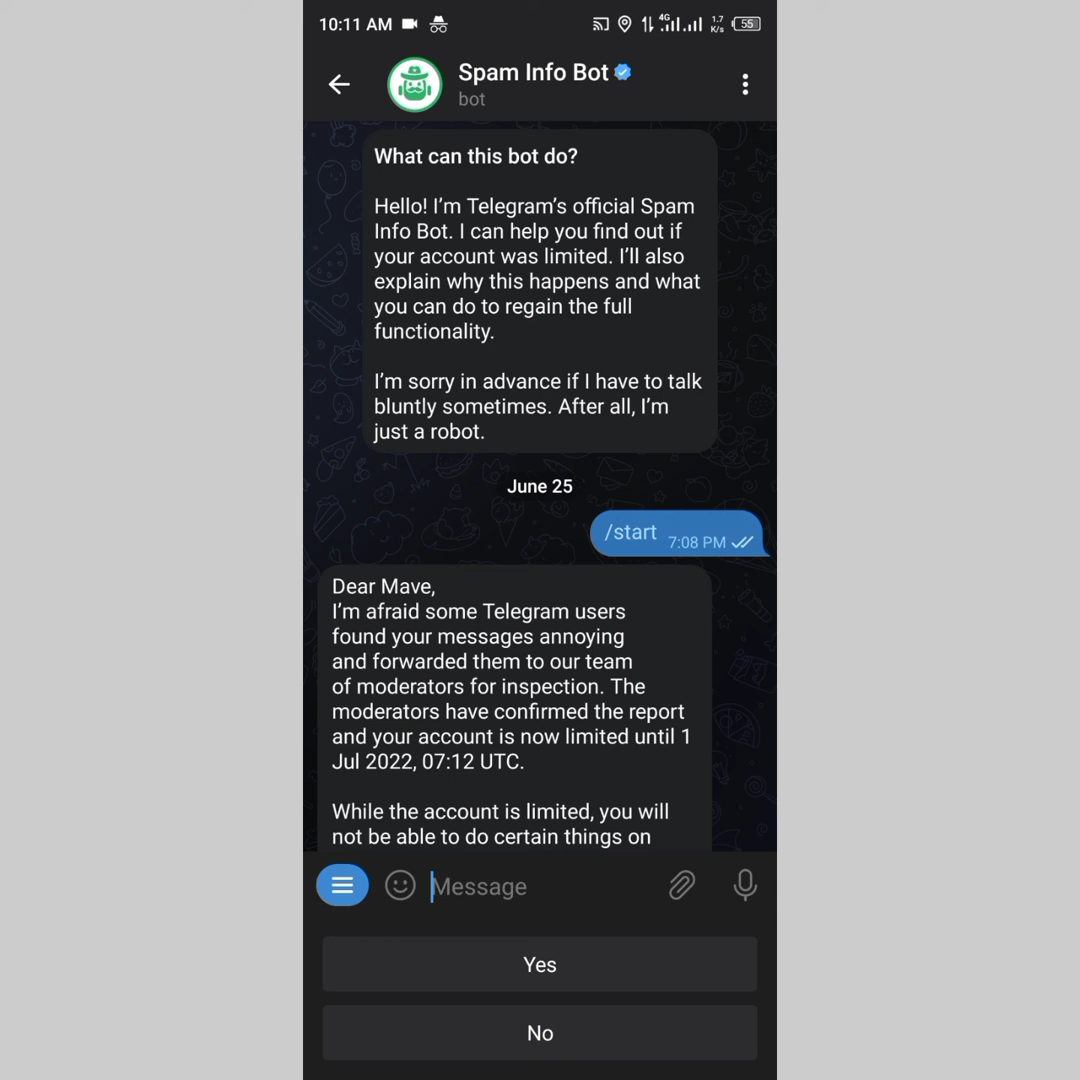 10:11 AM
4G
1.7
K/s
55
Spam Info Bot
bot
What can this bot do?
Hello! I’m Telegram’s official Spam
Info Bot. I can help you find out if
your account was limited. I’ll also
explain why this happens and what
you can do to regain the full
functionality.
I’m sorry in advance if I have to talk
bluntly sometimes. After all, I’m
just a robot.
June 25
/start 7:08 PM
Dear Mave,
I’m afraid some Telegram users
found your messages annoying
and forwarded them to our team
of moderators for inspection. The
moderators have confirmed the report
and your account is now limited until 1
Jul 2022, 07:12 UTC.
While the account is limited, you will
not be able to do certain things on
Message
Yes
No